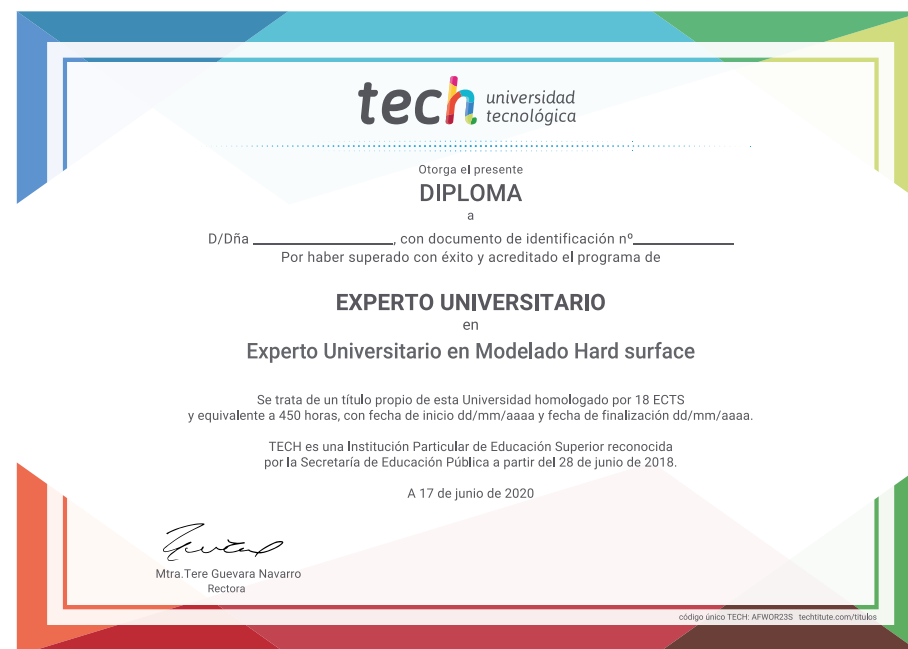 tech universidad
tecnológica
Otorga el presente
DIPLOMA
a
D/Dña ____________________, con documento de identificación nº______________
Por haber superado con éxito y acreditado el programa de
EXPERTO UNIVERSITARIO
en
Experto Universitario en Modelado Hard surface
Se trata de un título propio de esta Universidad homologado por 18 ECTS
y equivalente a 450 horas, con fecha de inicio dd/mm/aaaa y fecha de finalización dd/mm/aaaa.
TECH es una Institución Particular de Educación Superior reconocida
por la Secretaría de Educación Pública a partir del 28 de junio de 2018.
A 17 de junio de 2020
Mtra.Tere Guevara Navarro
Rectora
código único TECH: AFWOR23S techtitute.com/titulos